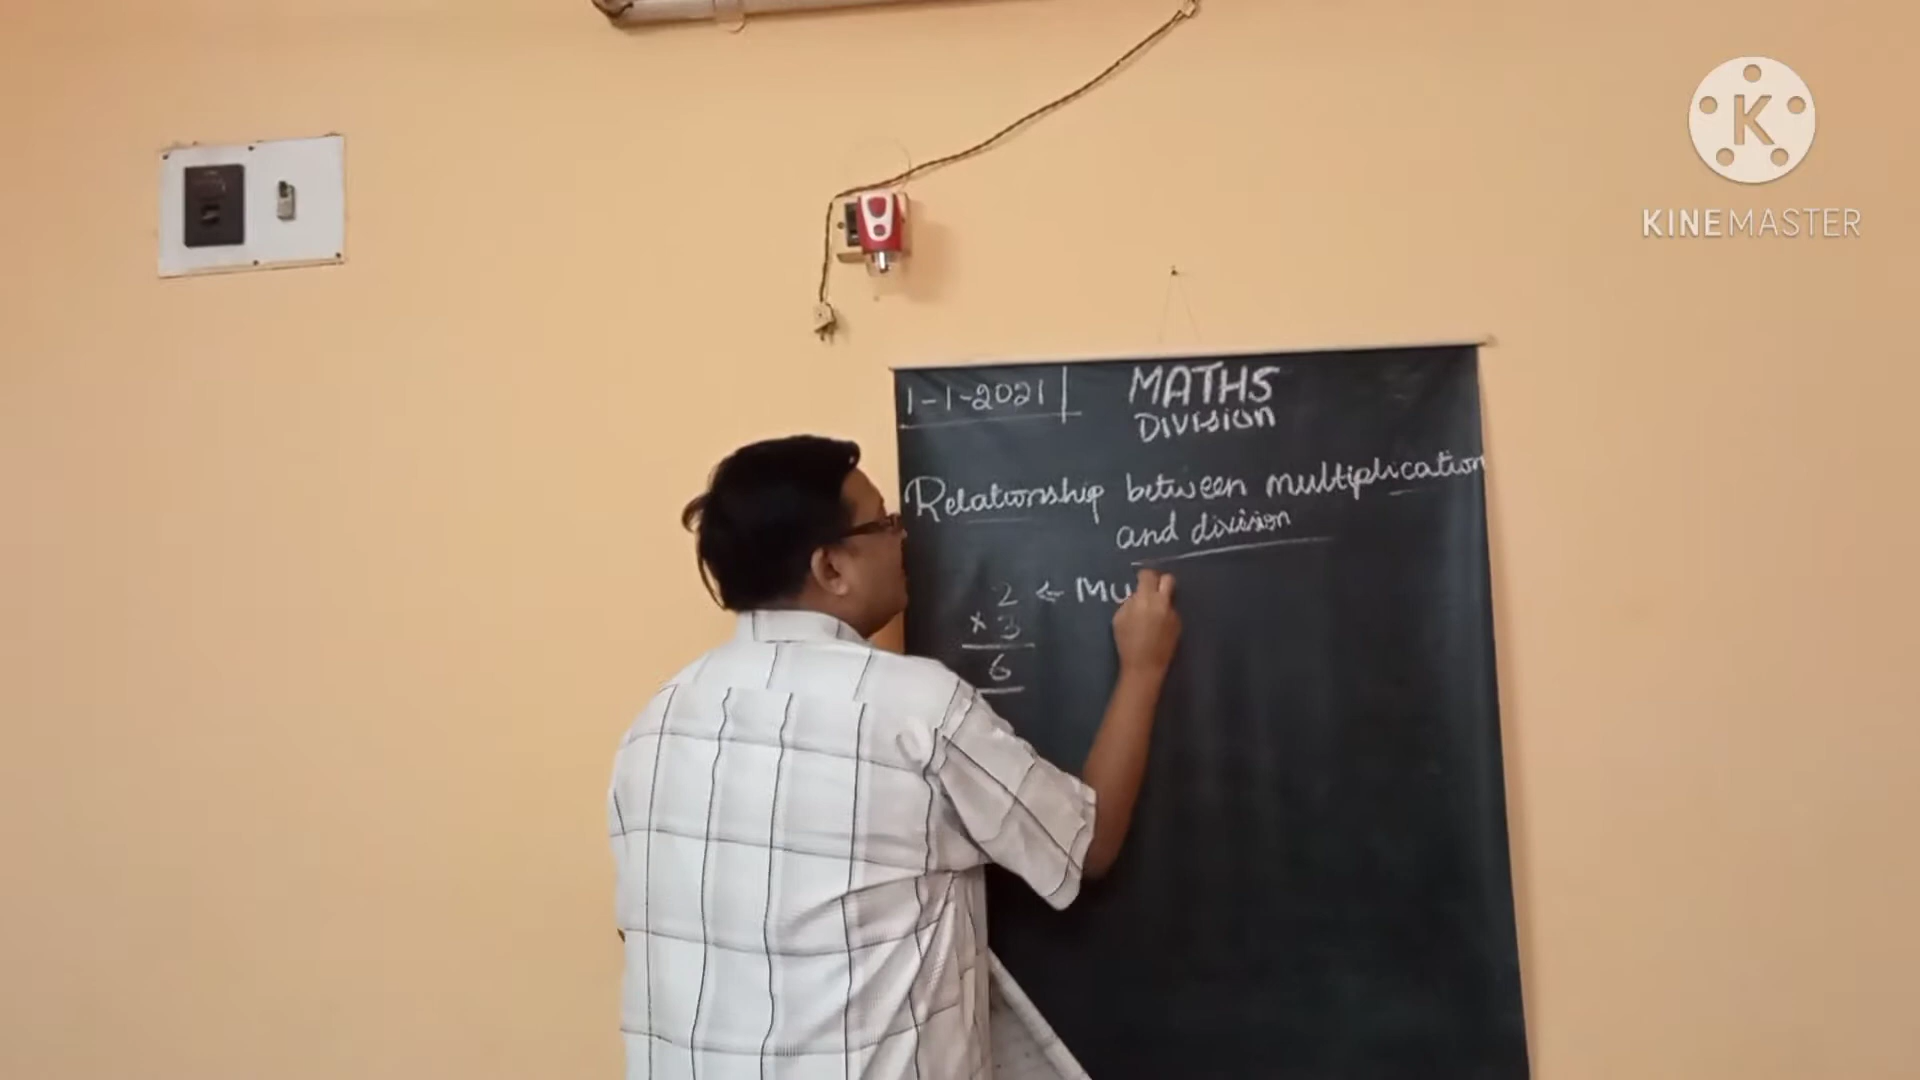 KINEMASTER
1-1-2021
MATHS
DIVISION
Relationship between multiplication
and division
2 ← Mu
× 3
6